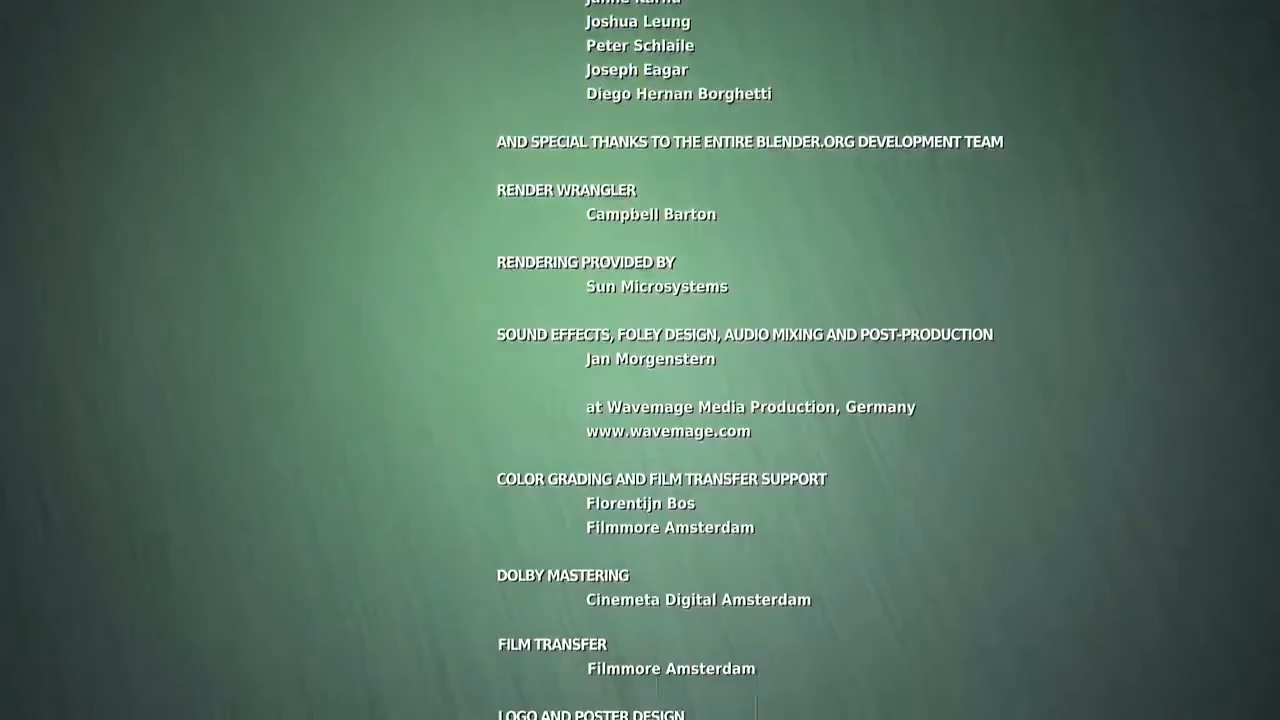 Joshua Leung
Peter Schlaile
Joseph Eagar
Diego Hernan Borghetti
AND SPECIAL THANKS TO THE ENTIRE BLENDER.ORG DEVELOPMENT TEAM
RENDER WRANGLER
Campbell Barton
RENDERING PROVIDED BY
Sun Microsystems
SOUND EFFECTS, FOLEY DESIGN, AUDIO MIXING AND POST-PRODUCTION
Jan Morgenstern
at Wavemage Media Production, Germany
www.wavemage.com
COLOR GRADING AND FILM TRANSFER SUPPORT
Florentijn Bos
Filmmore Amsterdam
DOLBY MASTERING
Cinemeta Digital Amsterdam
FILM TRANSFER
Filmmore Amsterdam
LOGO AND POSTER DESIGN